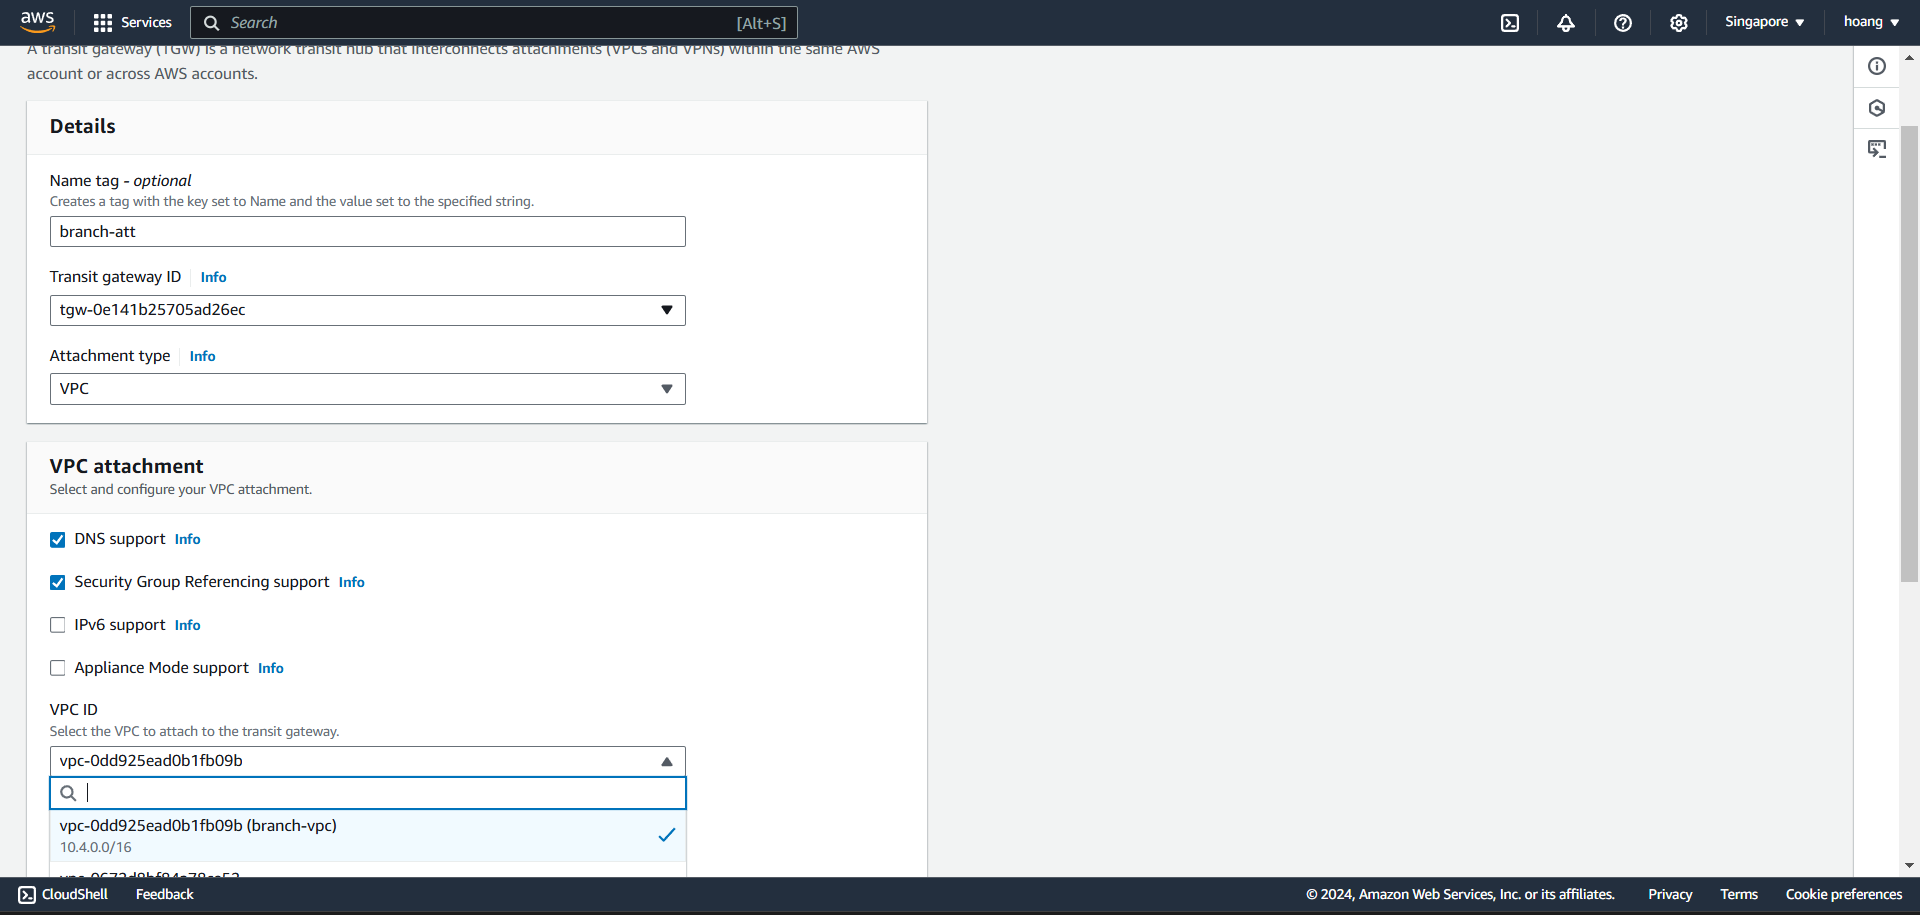 aws
Services
Search
[Alt+S]
Singapore
hoang
A transit gateway (TGW) is a network transit hub that interconnects attachments (VPCs and VPNs) within the same AWS
account or across AWS accounts.
Details
Name tag - optional
Creates a tag with the key set to Name and the value set to the specified string.
branch-att
Transit gateway ID Info
tgw-0e141b25705ad26ec
Attachment type Info
VPC
VPC attachment
Select and configure your VPC attachment.
DNS support Info
Security Group Referencing support Info
IPv6 support Info
Appliance Mode support Info
VPC ID
Select the VPC to attach to the transit gateway.
vpc-0dd925ead0b1fb09b
vpc-0dd925ead0b1fb09b (branch-vpc)
10.4.0.0/16
CloudShell
Feedback
© 2024, Amazon Web Services, Inc. or its affiliates.
Privacy
Terms
Cookie preferences